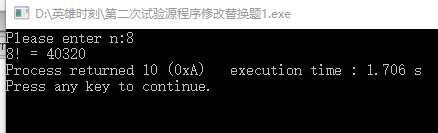 D:\英雄时刻\第二次试验源程序修改替换题1.exe
Please enter n:8
8! = 40320
Process returned 10 (0xA)   execution time : 1.706 s
Press any key to continue.